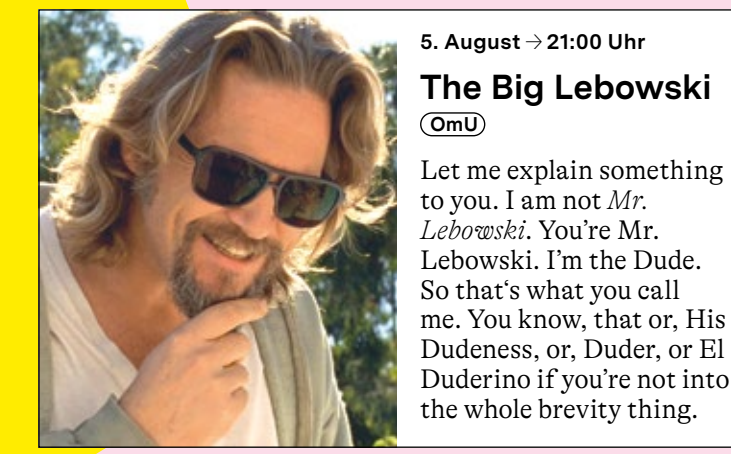 5. August → 21:00 Uhr
The Big Lebowski
OmU
Let me explain something
to you. I am not Mr.
Lebowski. You’re Mr.
Lebowski. I’m the Dude.
So that‘s what you call
me. You know, that or, His
Dudeness, or, Duder, or El
Duderino if you’re not into
the whole brevity thing.